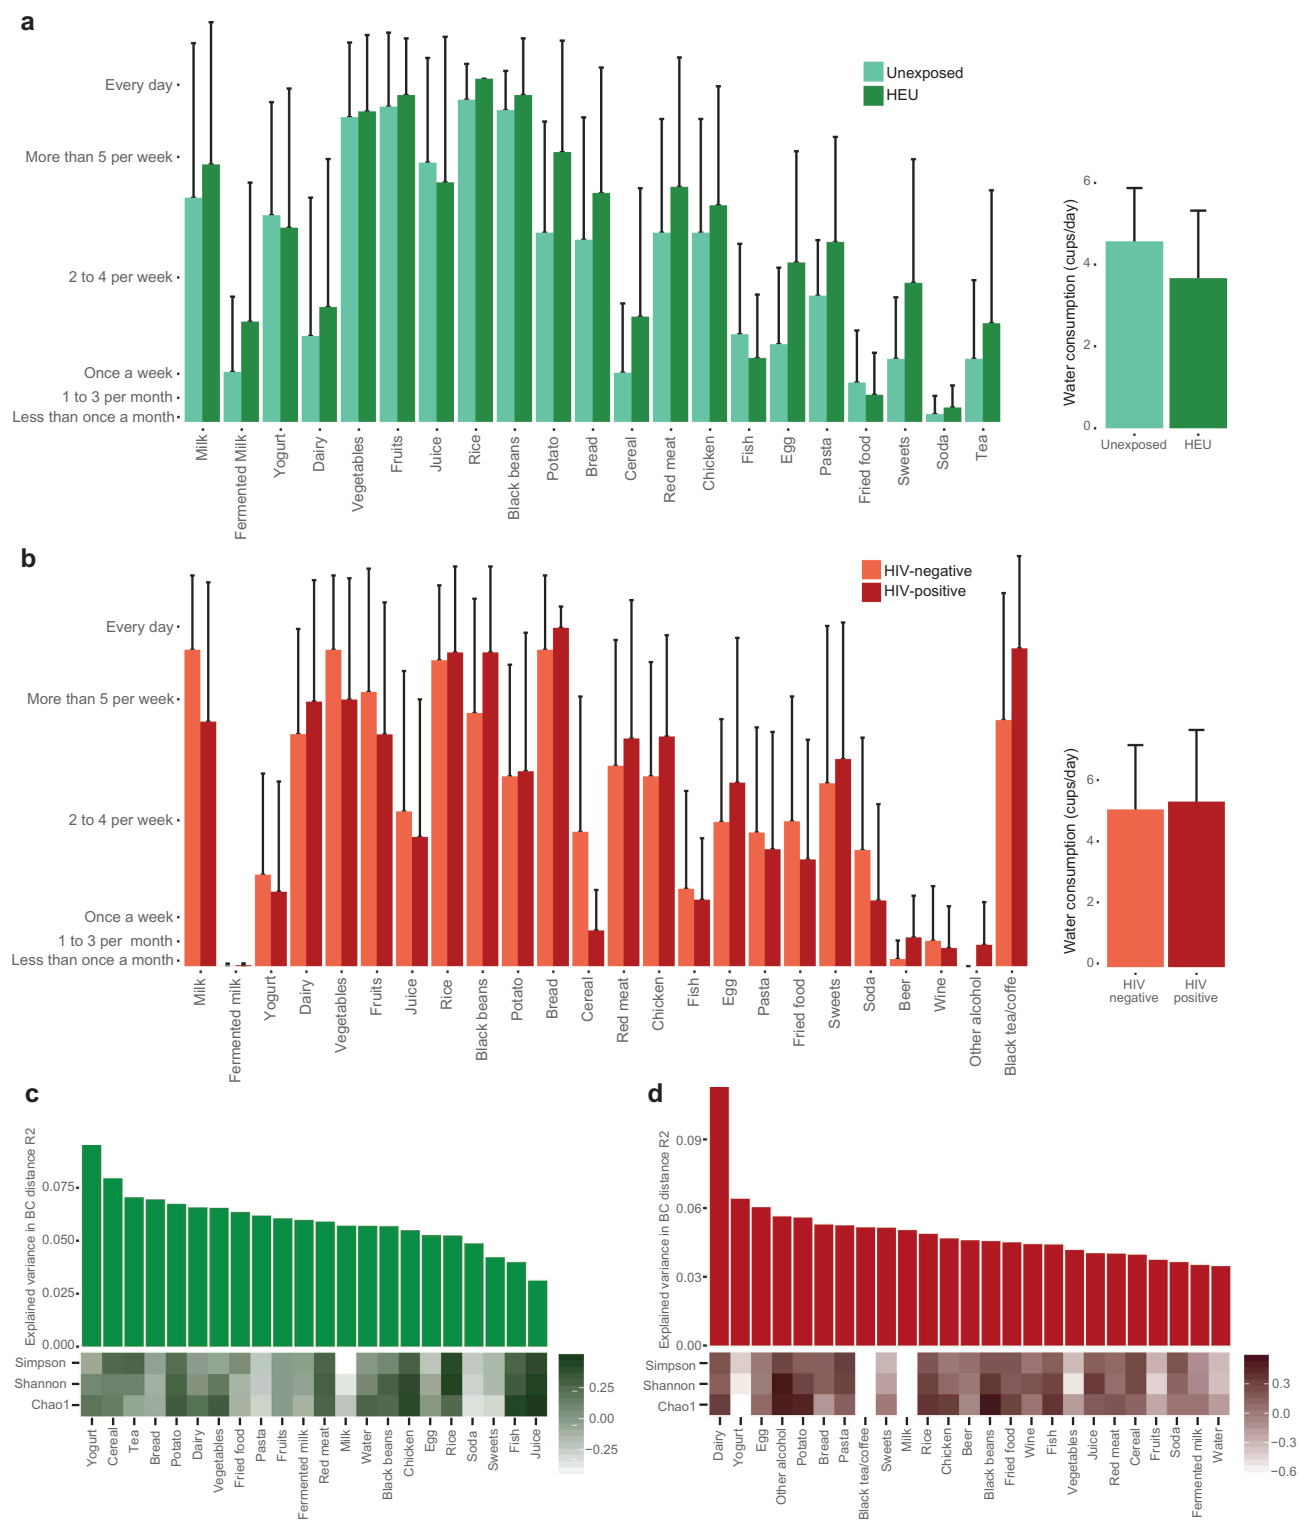 a
Every day
More than 5 per week
2 to 4 per week
Once a week
1 to 3 per month
Less than once a month
Unexposed
HEU
Milk
Fermented Milk
Yogurt
Dairy
Vegetables
Fruits
Juice
Rice
Black beans
Potato
Bread
Cereal
Red meat
Chicken
Fish
Egg
Pasta
Fried food
Sweets
Soda
Tea
Water consumption (cups/day)
6
4
2
0
Unexposed
HEU
b
Every day
More than 5 per week
2 to 4 per week
Once a week
1 to 3 per month
Less than once a month
HIV-negative
HIV-positive
Milk
Fermented milk
Yogurt
Dairy
Vegetables
Fruits
Juice
Rice
Black beans
Potato
Bread
Cereal
Red meat
Chicken
Fish
Egg
Pasta
Fried food
Sweets
Soda
Beer
Wine
Other alcohol
Black tea/coffe
Water consumption (cups/day)
6
4
2
0
HIV
negative
HIV
positive
c
Explained variance in BC distance R2
0.075
0.050
0.025
0.000
Simpson
Shannon
Chao1
0.25
0.00
−0.25
Yogurt
Cereal
Tea
Bread
Potato
Dairy
Vegetables
Fried food
Pasta
Fruits
Fermented milk
Red meat
Milk
Water
Black beans
Chicken
Egg
Rice
Soda
Sweets
Fish
Juice
d
Explained variance in BC distance R2
0.09
0.06
0.03
0.00
Simpson
Shannon
Chao1
0.3
0.0
−0.3
−0.6
Dairy
Yogurt
Egg
Other alcohol
Potato
Bread
Pasta
Black tea/coffee
Sweets
Milk
Rice
Chicken
Beer
Black beans
Fried food
Wine
Fish
Vegetables
Juice
Red meat
Cereal
Fruits
Soda
Fermented milk
Water